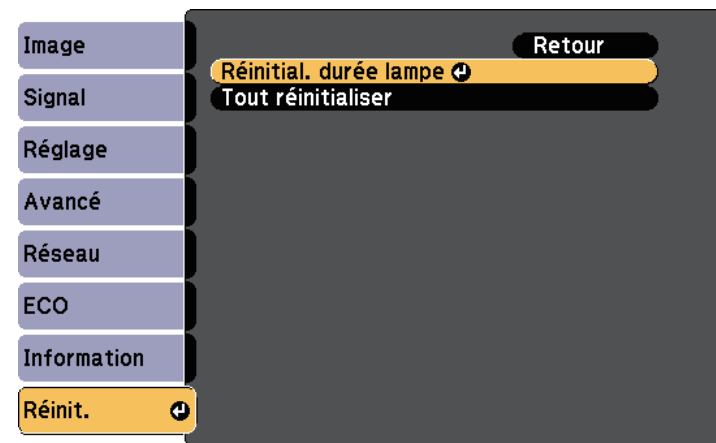 Image
Signal
Réglage
Avancé
Réseau
ECO
Information
Réinit.
Retour
Réinitial. durée lampe
Tout réinitialiser